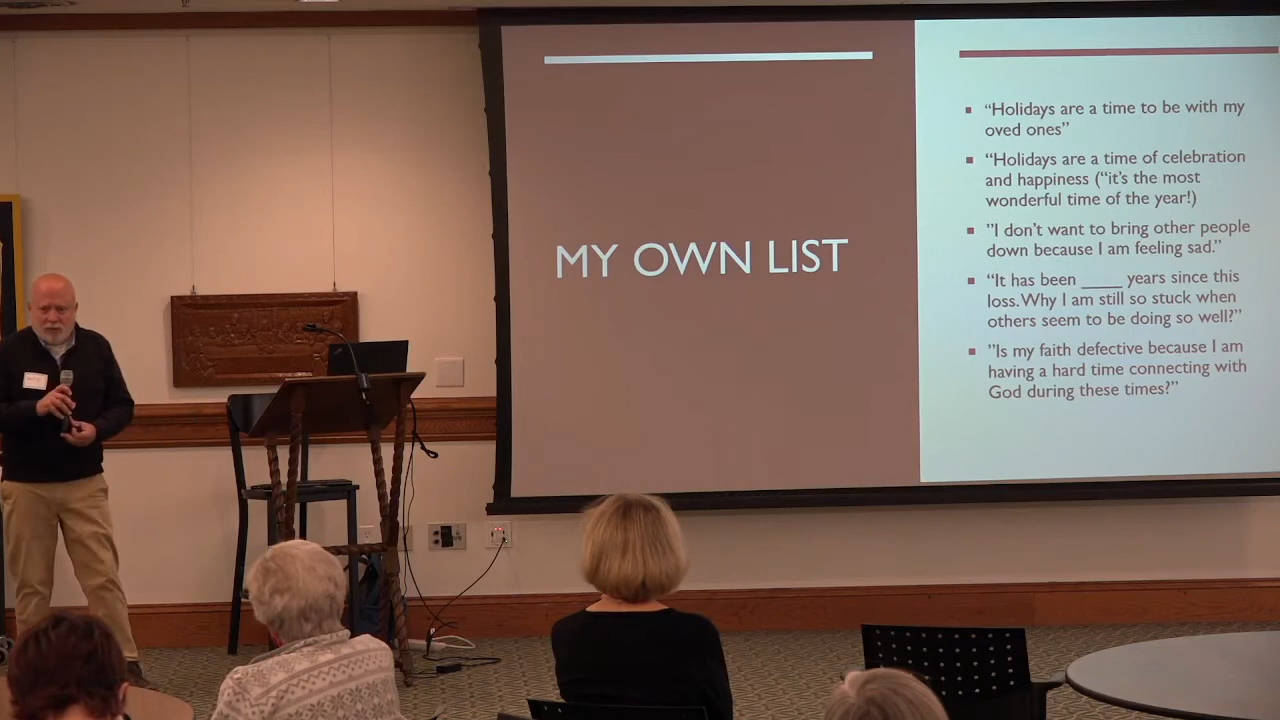 MY OWN LIST
“Holidays are a time to be with my
oved ones”
“Holidays are a time of celebration
and happiness (“it’s the most
wonderful time of the year!)
”I don’t want to bring other people
down because I am feeling sad.”
“It has been ____ years since this
loss. Why I am still so stuck when
others seem to be doing so well?”
”Is my faith defective because I am
having a hard time connecting with
God during these times?”